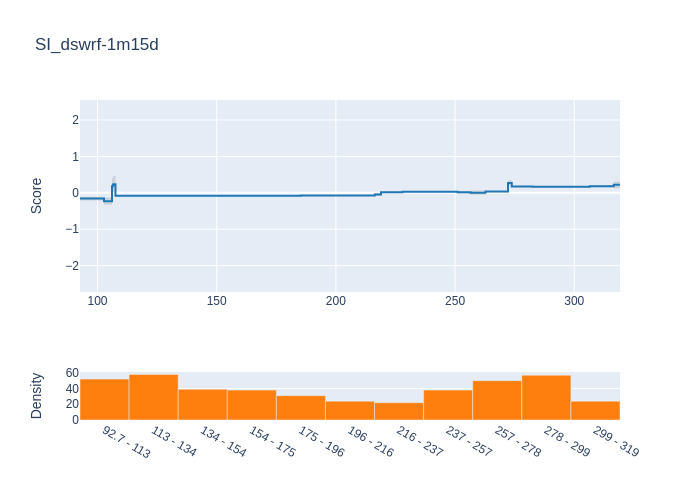 SI_dswrf-1m15d
Score
2
1
0
−1
−2
100 150 200 250 300
Density
60
40
20
0
92.7 - 113
113 - 134
134 - 154
154 - 175
175 - 196
196 - 216
216 - 237
237 - 257
257 - 278
278 - 299
299 - 319